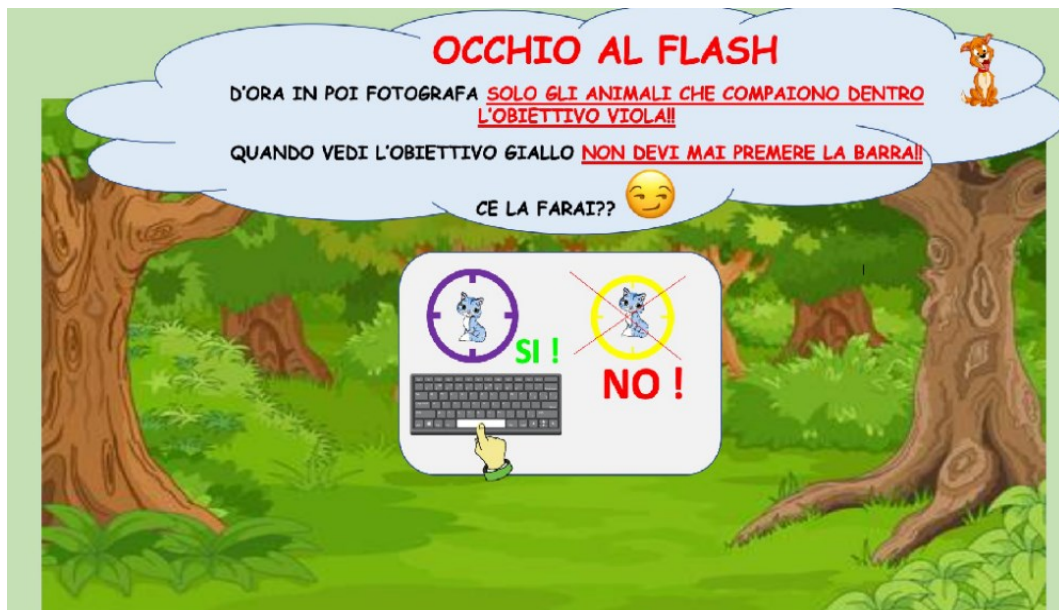 OCCHIO AL FLASH
D'ORA IN POI FOTOGRAFA SOLO GLI ANIMALI CHE COMPAIONO DENTRO
L'OBIETTIVO VIOLA!!
QUANDO VEDI L'OBIETTIVO GIALLO NON DEVI MAI PREMERE LA BARRA!!
CE LA FARAI??
SI !
NO !